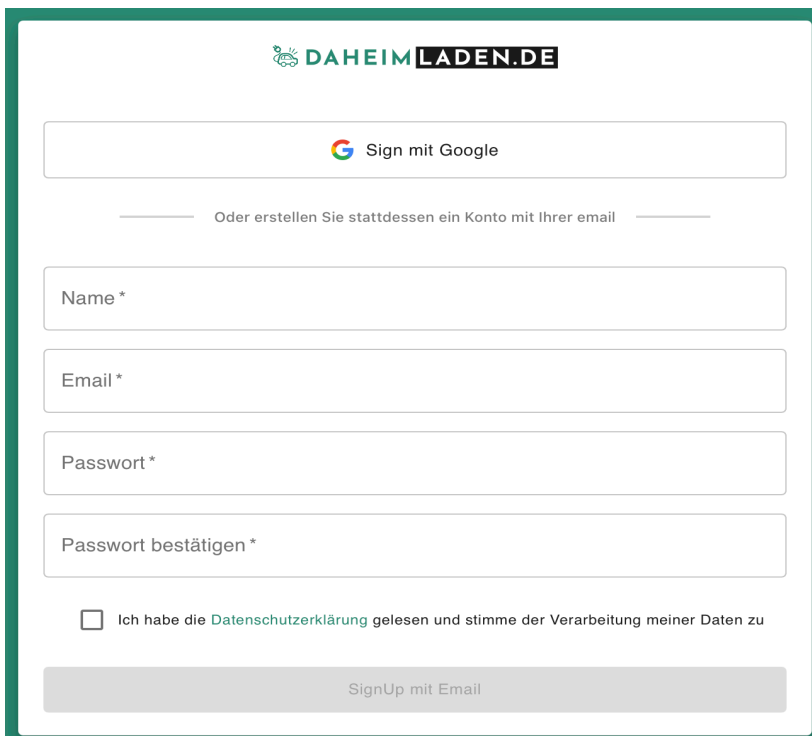 DAHEIMLADEN.DE
Sign mit Google
Oder erstellen Sie stattdessen ein Konto mit Ihrer email
Name *
Email *
Passwort *
Passwort bestätigen *
Ich habe die Datenschutzerklärung gelesen und stimme der Verarbeitung meiner Daten zu
SignUp mit Email